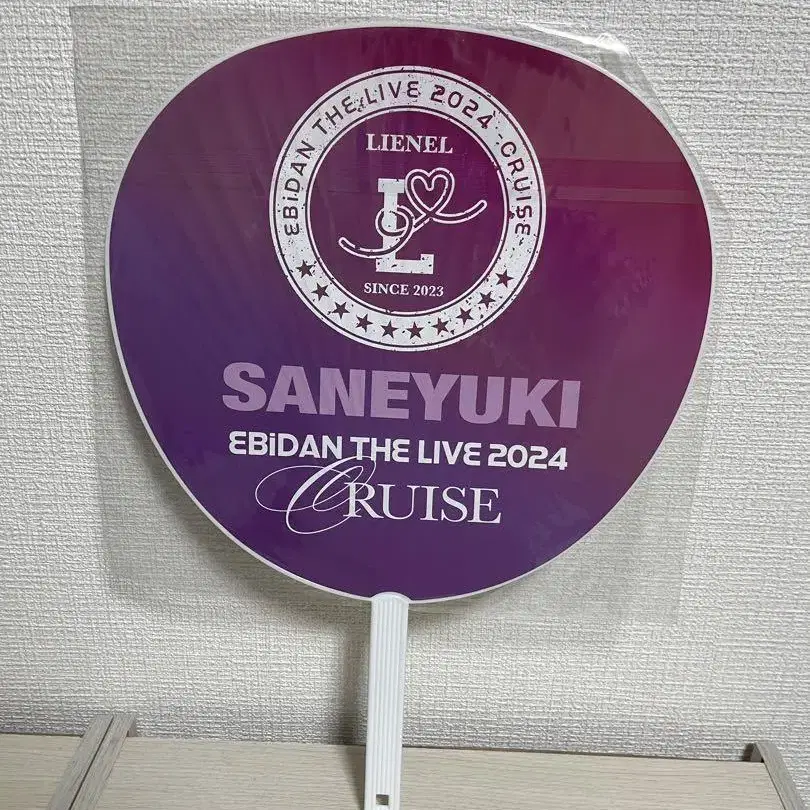 EBiDAN THE LIVE 2024 CRUISE
LIENEL
L
SINCE 2023
SANEYUKI
EBiDAN THE LIVE 2024
CRUISE